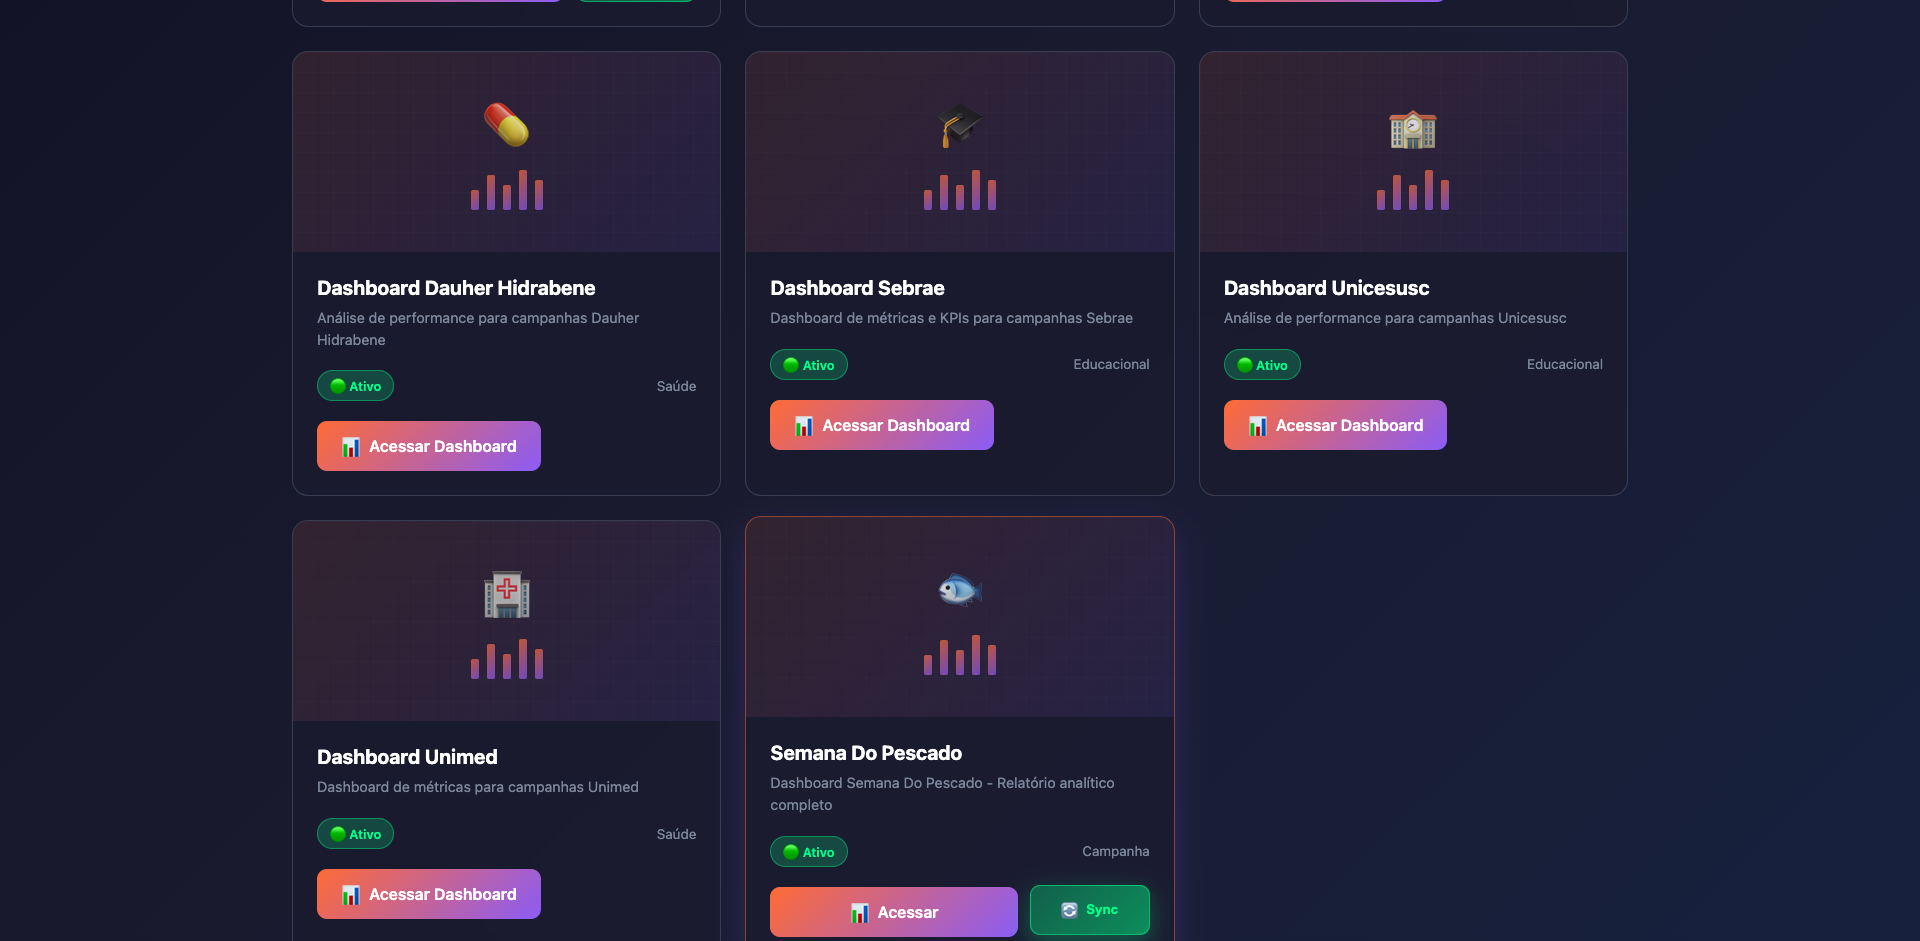 Dashboard Dauher Hidrabene
Análise de performance para campanhas Dauher
Hidrabene
Ativo
Saúde
Acessar Dashboard
Dashboard Sebrae
Dashboard de métricas e KPIs para campanhas Sebrae
Ativo
Educacional
Acessar Dashboard
Dashboard Unicesusc
Análise de performance para campanhas Unicesusc
Ativo
Educacional
Acessar Dashboard
Dashboard Unimed
Dashboard de métricas para campanhas Unimed
Ativo
Saúde
Acessar Dashboard
Semana Do Pescado
Dashboard Semana Do Pescado - Relatório analítico
completo
Ativo
Campanha
Acessar
Sync